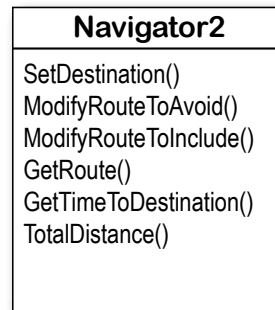 Navigator2
SetDestination()
ModifyRouteToAvoid()
ModifyRouteToInclude()
GetRoute()
GetTimeToDestination()
TotalDistance()